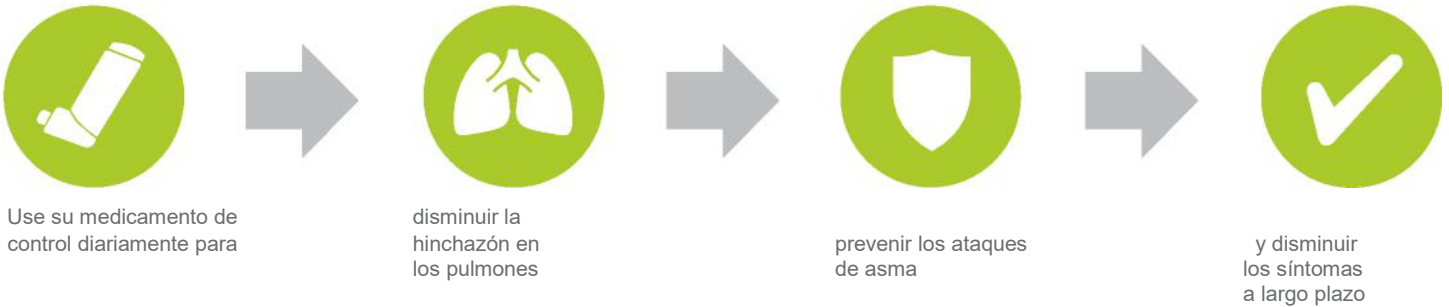 Use su medicamento de
control diariamente para
disminuir la
hinchazón en
los pulmones
prevenir los ataques
de asma
y disminuir
los síntomas
a largo plazo